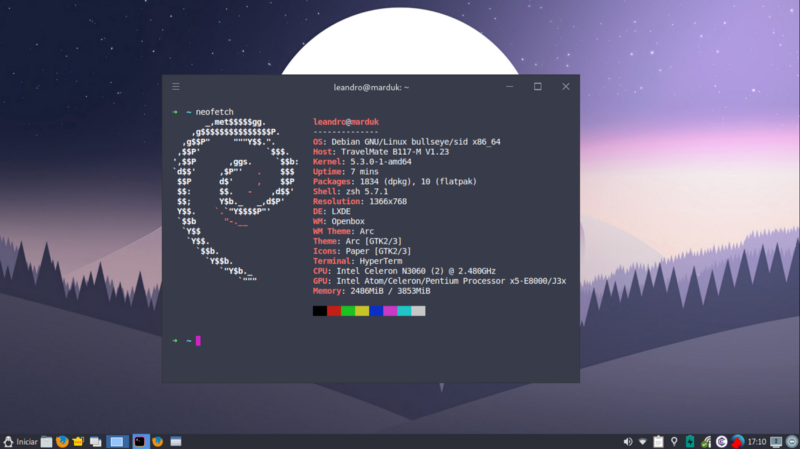 leandro@marduk: ~
➜ ~ neofetch
leandro@marduk
--------------
OS: Debian GNU/Linux bullseye/sid x86_64
Host: TravelMate B117-M V1.23
Kernel: 5.3.0-1-amd64
Uptime: 7 mins
Packages: 1834 (dpkg), 10 (flatpak)
Shell: zsh 5.7.1
Resolution: 1366x768
DE: LXDE
WM: Openbox
WM Theme: Arc
Theme: Arc [GTK2/3]
Icons: Paper [GTK2/3]
Terminal: HyperTerm
CPU: Intel Celeron N3060 (2) @ 2.480GHz
GPU: Intel Atom/Celeron/Pentium Processor x5-E8000/J3x
Memory: 2486MiB / 3853MiB
➜ ~
Iniciar
17:10